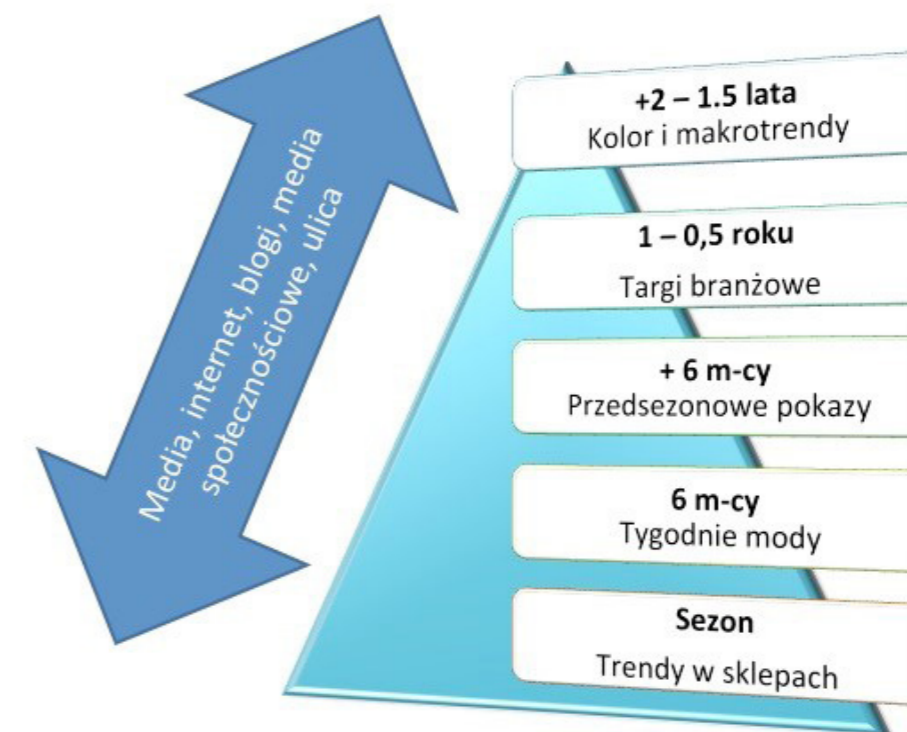 Media, internet, blogi, media
społecznościowe, ulica
+2 – 1.5 lata
Kolor i makrotrendy
1 – 0,5 roku
Targi branżowe
+ 6 m-cy
Przedsezonowe pokazy
6 m-cy
Tygodnie mody
Sezon
Trendy w sklepach